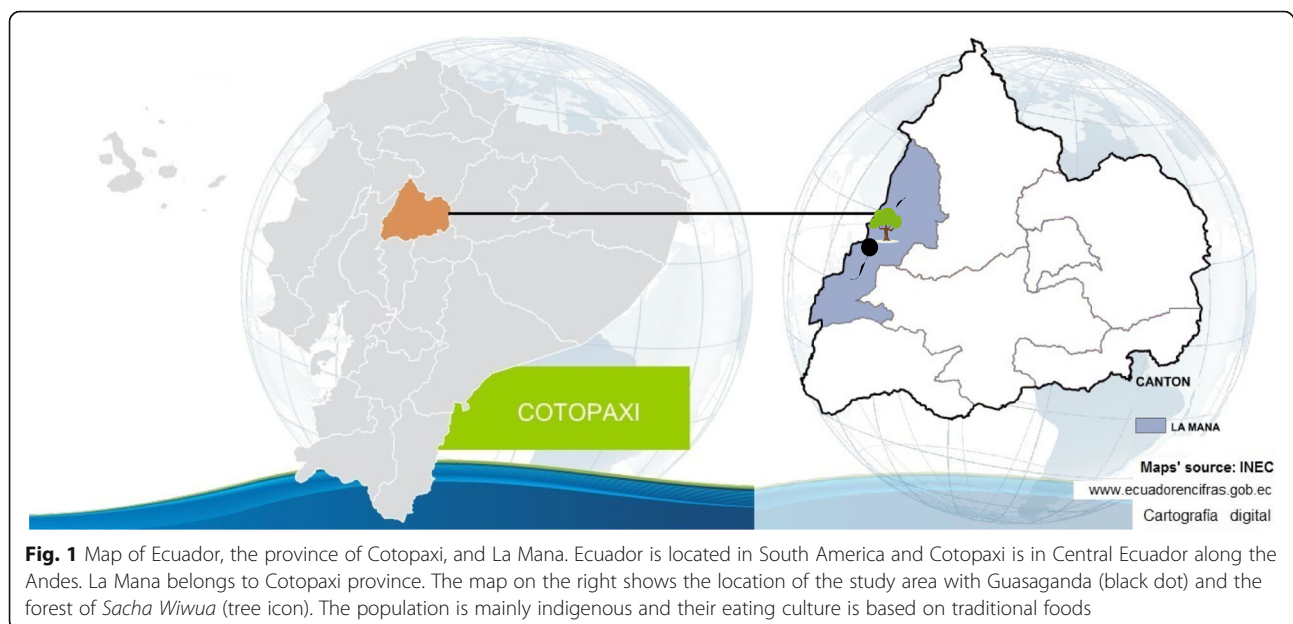 COTOPAXI
CANTON
LA MANA
Maps' source: INEC
www.ecuadorencifras.gob.ec
Cartografía digital
Fig. 1 Map of Ecuador, the province of Cotopaxi, and La Mana. Ecuador is located in South America and Cotopaxi is in Central Ecuador along the
Andes. La Mana belongs to Cotopaxi province. The map on the right shows the location of the study area with Guasaganda (black dot) and the
forest of Sacha Wiwua (tree icon). The population is mainly indigenous and their eating culture is based on traditional foods